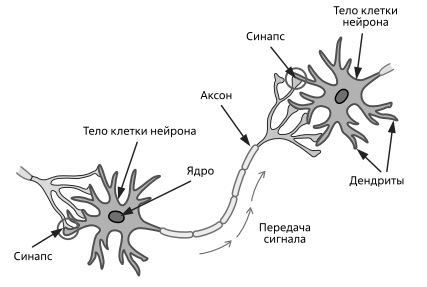 Тело клетки
нейрона
Синапс
Аксон
Тело клетки нейрона
Ядро
Дендриты
Передача
сигнала
Синапс